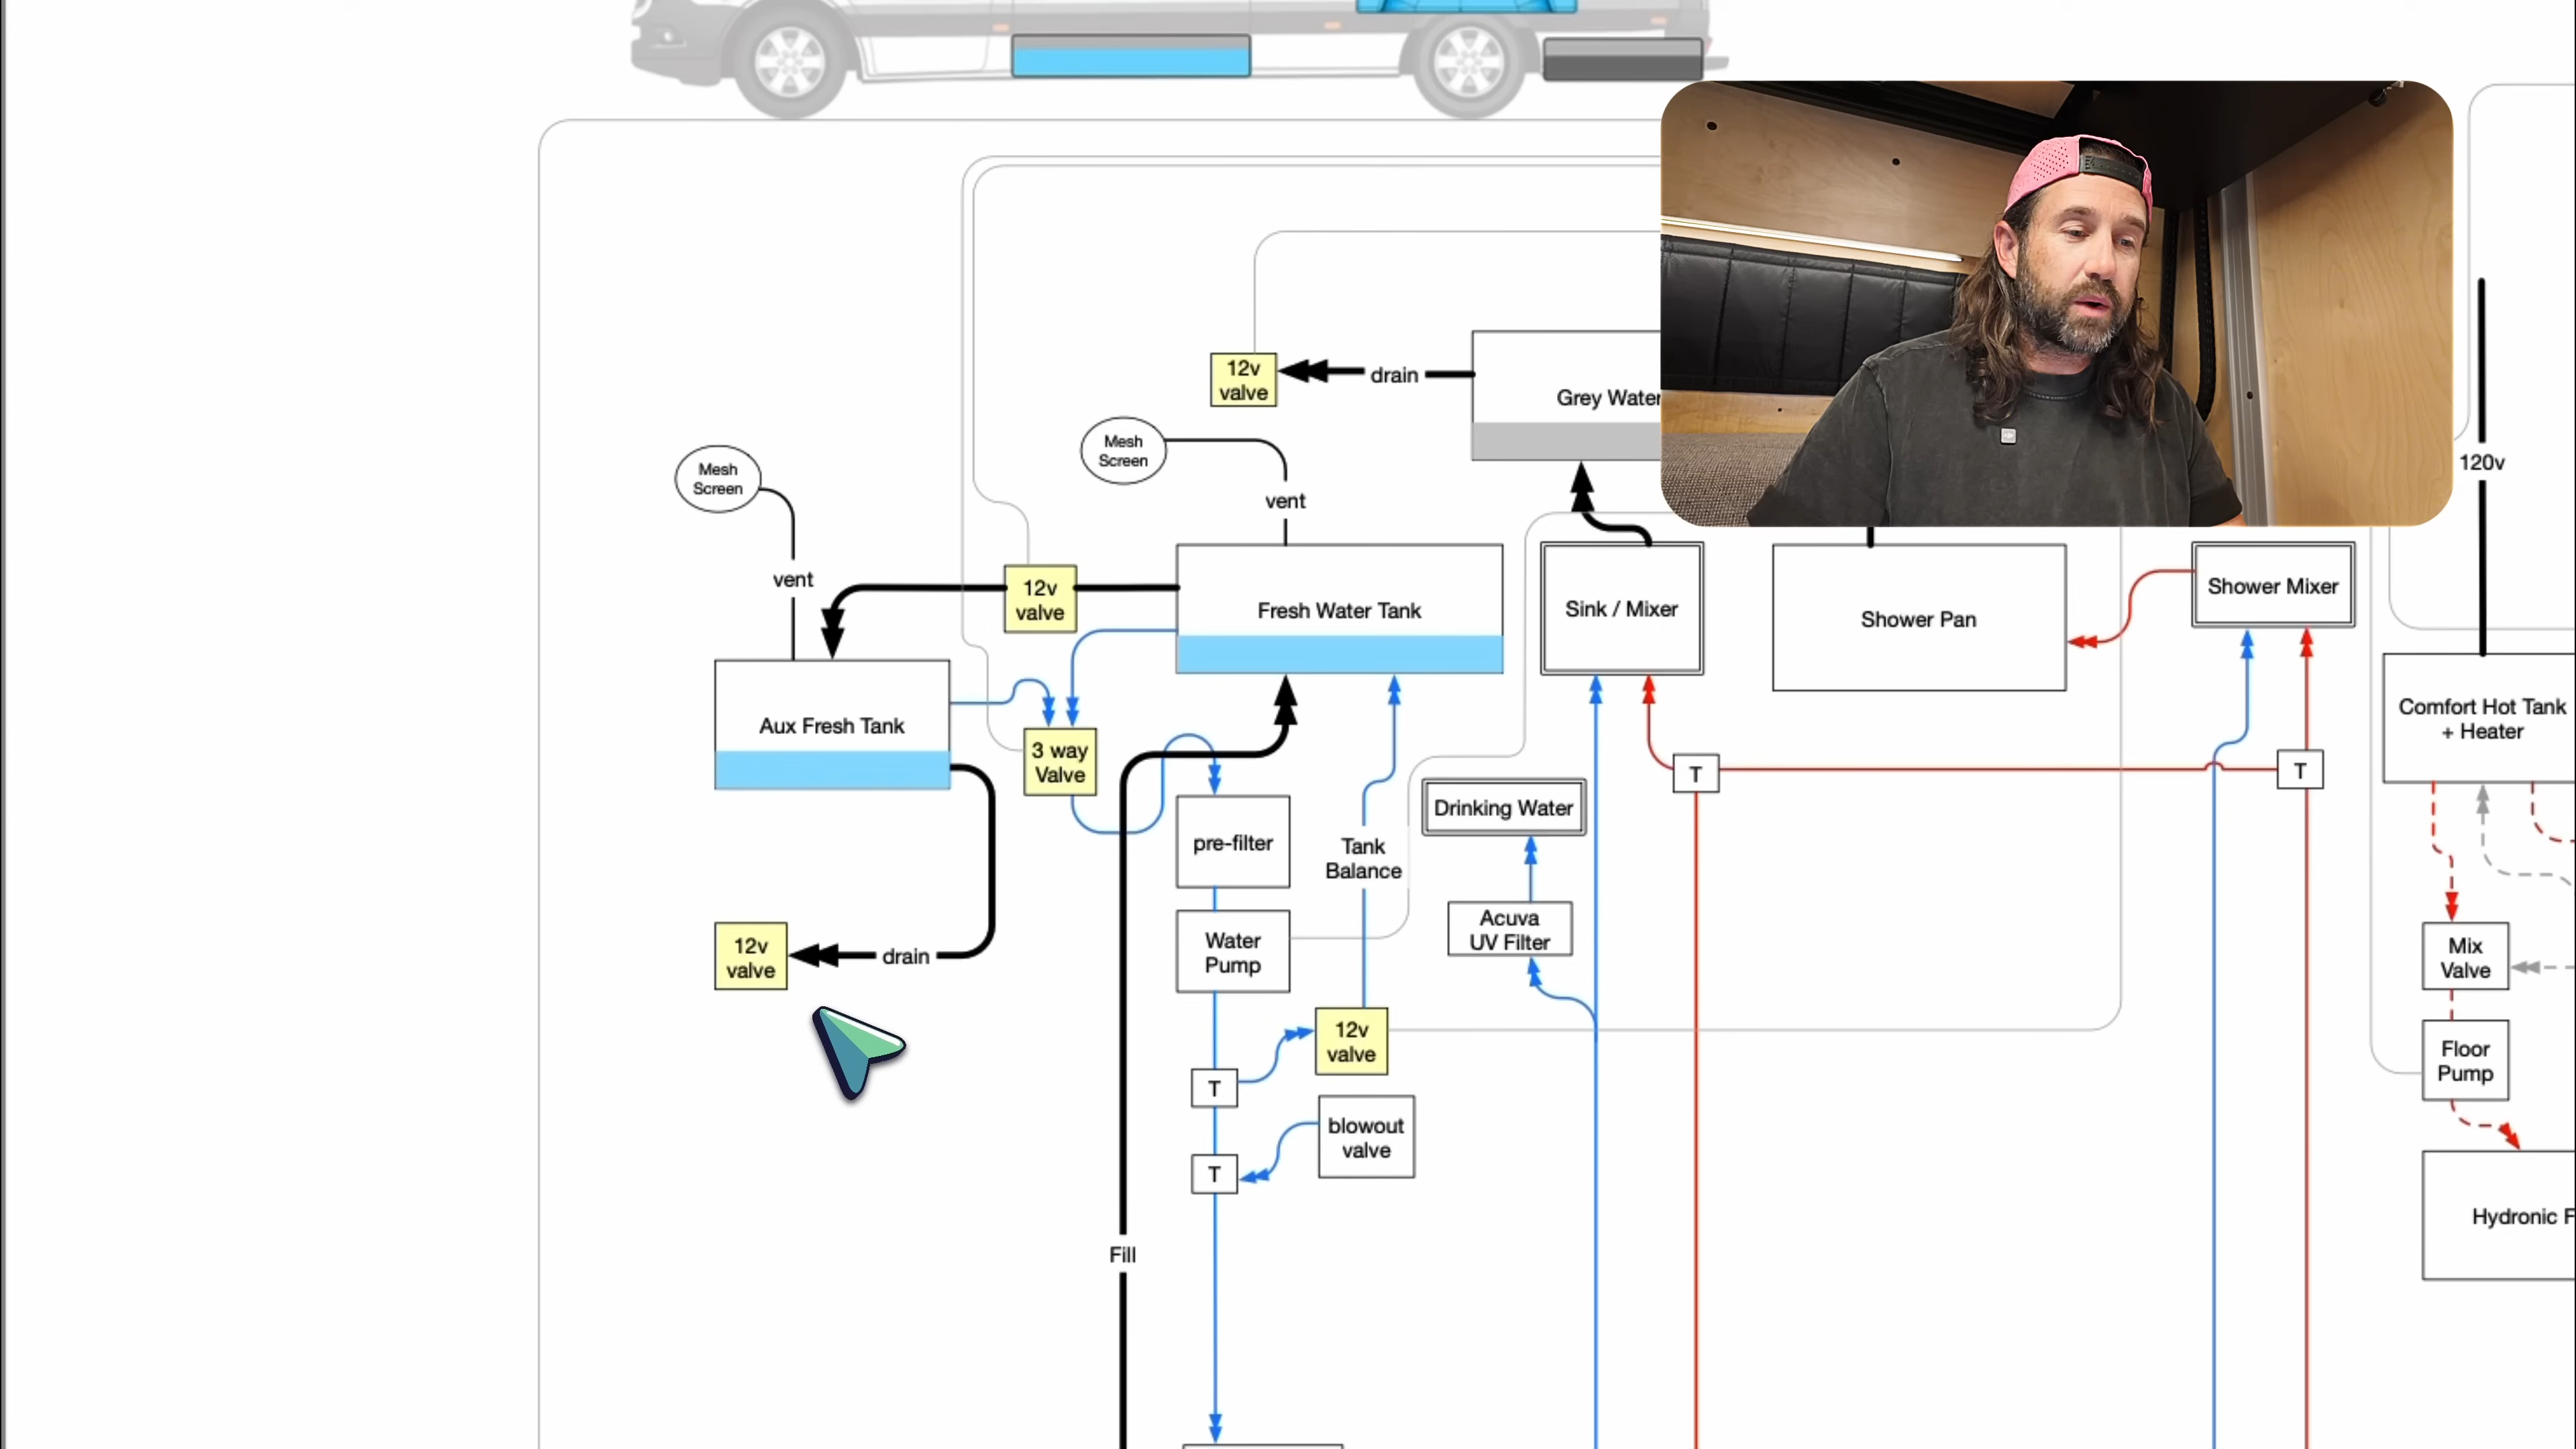 12v
valve
drain
Grey Water
Mesh
Screen
Mesh
Screen
120v
vent
vent
12v
valve
Fresh Water Tank
Sink / Mixer
Shower Pan
Shower Mixer
Aux Fresh Tank
3 way
Valve
T
T
Comfort Hot Tank
+ Heater
Drinking Water
pre-filter
Tank
Balance
Acuva
UV Filter
Water
Pump
12v
valve
drain
Mix
Valve
12v
valve
Floor
Pump
T
blowout
valve
T
Hydronic F
Fill